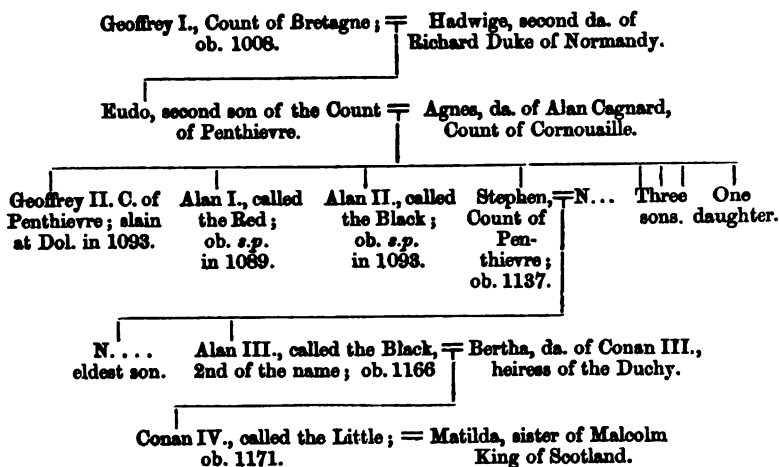 Geoffrey I., Count of Bretagne; = Hadwige, second da. of
ob. 1008. Richard Duke of Normandy.
Eudo, second son of the Count = Agnes, da. of Alan Cagnard,
of Penthievre. Count of Cornouaille.
Geoffrey II. C. of
Penthievre; slain
at Dol. in 1093.
Alan I., called
the Red;
ob. s.p.
in 1089.
Alan II., called
the Black;
ob. s.p.
in 1093.
Stephen, = N...
Count of
Pen-
thievre;
ob. 1137.
Three
sons.
One
daughter.
N....
eldest son.
Alan III., called the Black, = Bertha, da. of Conan III.,
2nd of the name; ob. 1166 heiress of the Duchy.
Conan IV., called the Little; = Matilda, sister of Malcolm
ob. 1171. King of Scotland.